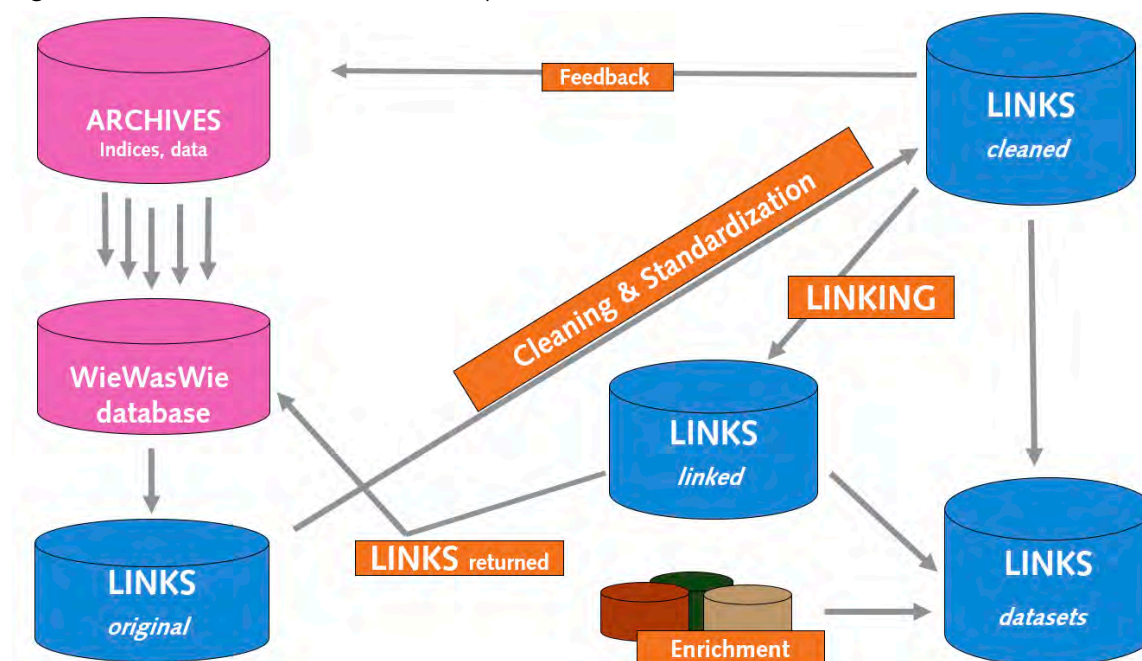 Feedback
ARCHIVES
Indices, data
LINKS
cleaned
Cleaning & Standardization
LINKING
WieWasWie
database
LINKS
linked
LINKS returned
LINKS
original
LINKS
datasets
Enrichment